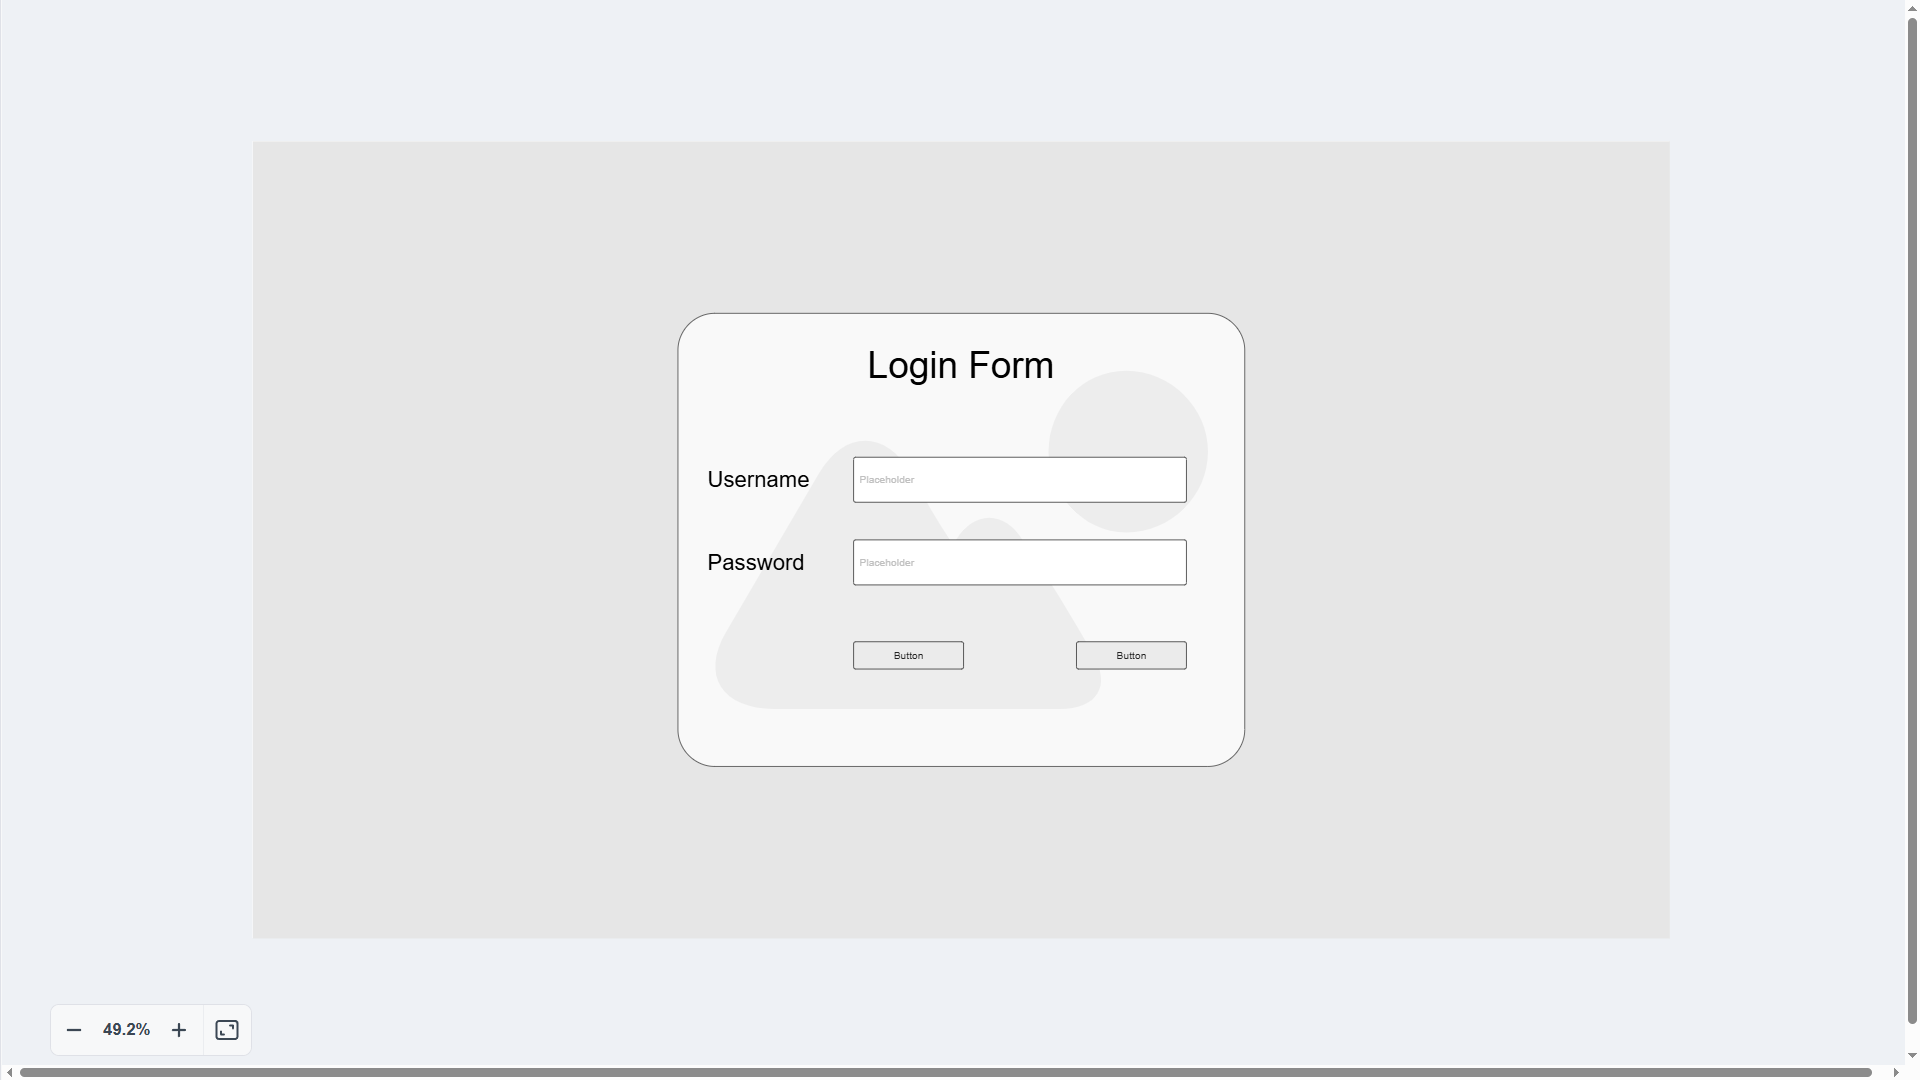 Login Form
Username
Placeholder
Password
Placeholder
Button Button
49.2%